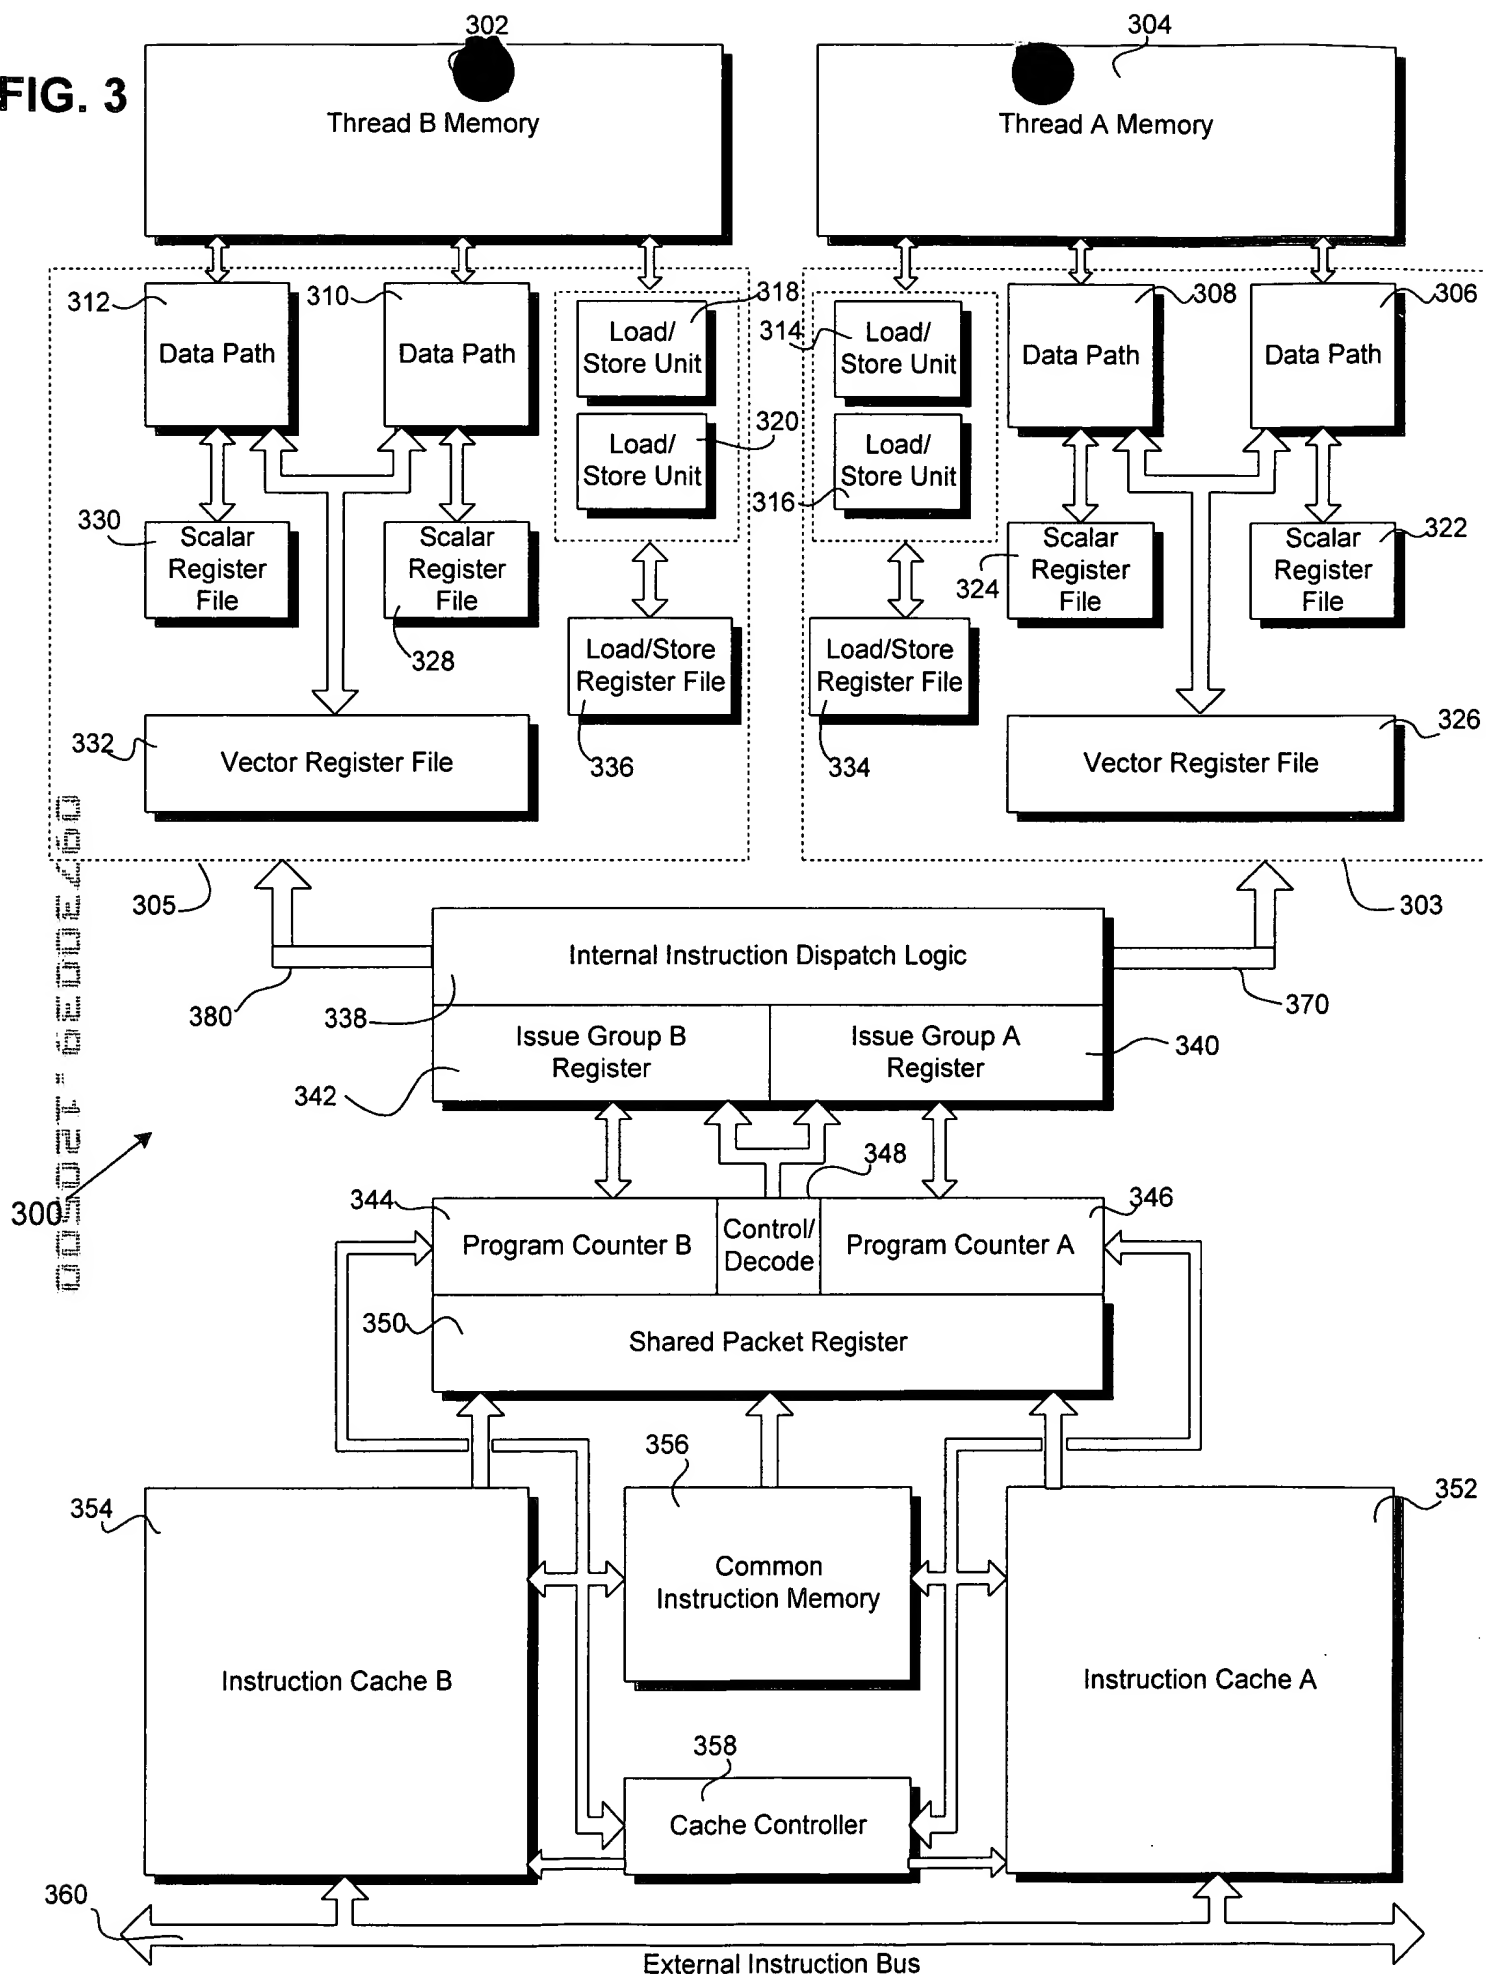 FIG. 3
302
304
Thread B Memory
Thread A Memory
312
310
318
314
308
306
Data Path
Data Path
Load/
Store Unit
Load/
Store Unit
Data Path
Data Path
320
316
Load/
Store Unit
Load/
Store Unit
330
Scalar
Register
File
Scalar
Register
File
328
324
Scalar
Register
File
Scalar
Register
File
322
Load/Store
Register File
336
Load/Store
Register File
334
332
Vector Register File
Vector Register File
326
305
303
Internal Instruction Dispatch Logic
380
338
370
Issue Group B
Register
Issue Group A
Register
342
340
348
344
346
Program Counter B
Control/
Decode
Program Counter A
300
350
Shared Packet Register
356
354
352
Common
Instruction Memory
Instruction Cache B
Instruction Cache A
358
Cache Controller
360
External Instruction Bus